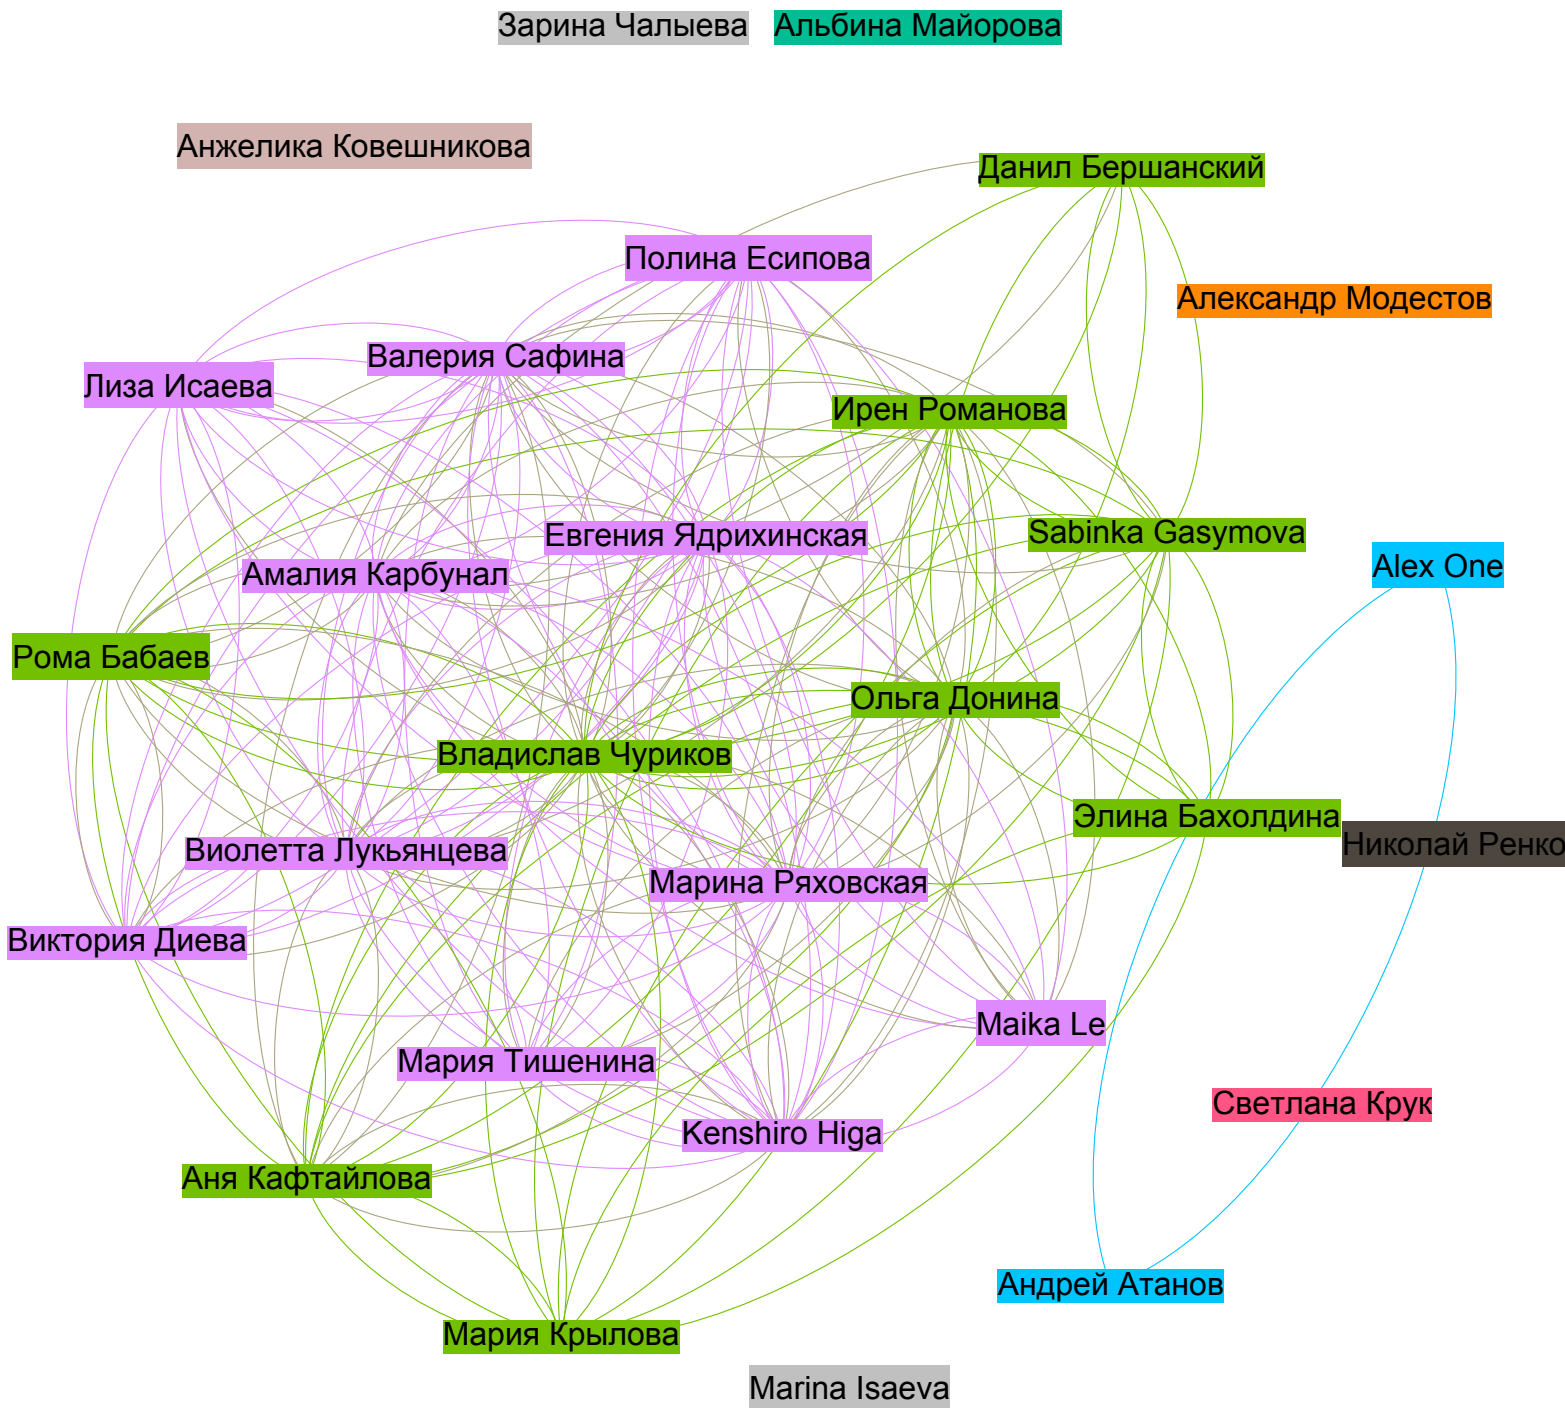 Зарина Чалыева
Альбина Майорова
Анжелика Ковешникова
Данил Бершанский
Полина Есипова
Александр Модестов
Валерия Сафина
Лиза Исаева
Ирен Романова
Евгения Ядрихинская
Sabinka Gasymova
Alex One
Амалия Карбунал
Рома Бабаев
Ольга Донина
Владислав Чуриков
Элина Бахолдина
Николай Ренко
Виолетта Лукьянцева
Марина Ряховская
Виктория Диева
Maika Le
Мария Тишенина
Светлана Крук
Kenshiro Higa
Аня Кафтайлова
Андрей Атанов
Мария Крылова
Marina Isaeva